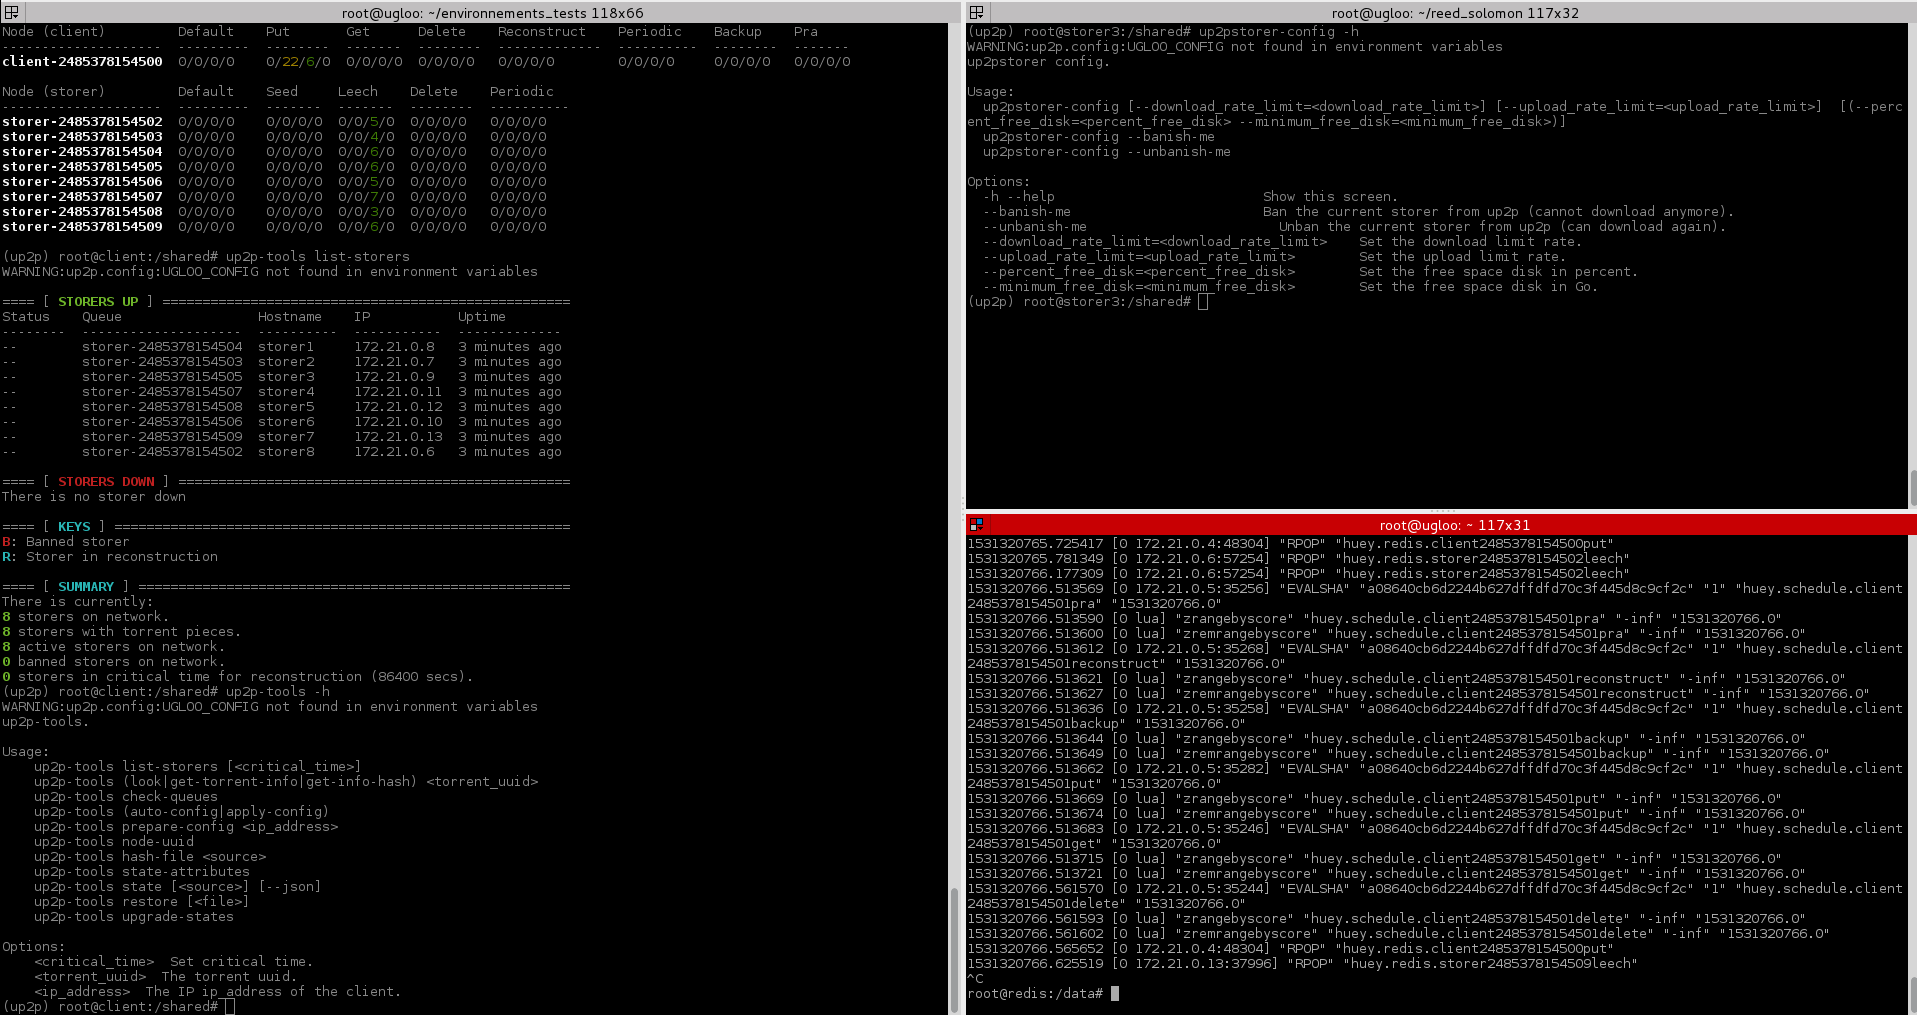 root@ugloo: ~/environnements_tests 118x66
Node (client) Default Put Get Delete Reconstruct Periodic Backup Pra
-------------------- --------- -------- ------- -------- ------------- ---------- -------- -------
client-2485378154500 0/0/0/0 0/22/6/0 0/0/0/0 0/0/0/0 0/0/0/0 0/0/0/0 0/0/0/0 0/0/0/0
Node (storer) Default Seed Leech Delete Periodic
-------------------- --------- ------- ------- -------- ----------
storer-2485378154502 0/0/0/0 0/0/0/0 0/0/5/0 0/0/0/0 0/0/0/0
storer-2485378154503 0/0/0/0 0/0/0/0 0/0/4/0 0/0/0/0 0/0/0/0
storer-2485378154504 0/0/0/0 0/0/0/0 0/0/6/0 0/0/0/0 0/0/0/0
storer-2485378154505 0/0/0/0 0/0/0/0 0/0/6/0 0/0/0/0 0/0/0/0
storer-2485378154506 0/0/0/0 0/0/0/0 0/0/5/0 0/0/0/0 0/0/0/0
storer-2485378154507 0/0/0/0 0/0/0/0 0/0/7/0 0/0/0/0 0/0/0/0
storer-2485378154508 0/0/0/0 0/0/0/0 0/0/3/0 0/0/0/0 0/0/0/0
storer-2485378154509 0/0/0/0 0/0/0/0 0/0/6/0 0/0/0/0 0/0/0/0
(up2p) root@client:/shared# up2p-tools list-storers
WARNING:up2p.config:UGLOO_CONFIG not found in environment variables
==== [ STORERS UP ] ===================================================
Status Queue Hostname IP Uptime
-------- -------------------- ---------- ----------- -------------
-- storer-2485378154504 storer1 172.21.0.8 3 minutes ago
-- storer-2485378154503 storer2 172.21.0.7 3 minutes ago
-- storer-2485378154505 storer3 172.21.0.9 3 minutes ago
-- storer-2485378154507 storer4 172.21.0.11 3 minutes ago
-- storer-2485378154508 storer5 172.21.0.12 3 minutes ago
-- storer-2485378154506 storer6 172.21.0.10 3 minutes ago
-- storer-2485378154509 storer7 172.21.0.13 3 minutes ago
-- storer-2485378154502 storer8 172.21.0.6 3 minutes ago
==== [ STORERS DOWN ] =================================================
There is no storer down
==== [ KEYS ] =========================================================
B: Banned storer
R: Storer in reconstruction
==== [ SUMMARY ] ======================================================
There is currently:
8 storers on network.
8 storers with torrent pieces.
8 active storers on network.
0 banned storers on network.
0 storers in critical time for reconstruction (86400 secs).
(up2p) root@client:/shared# up2p-tools -h
WARNING:up2p.config:UGLOO_CONFIG not found in environment variables
up2p-tools.
Usage:
up2p-tools list-storers [<critical_time>]
up2p-tools (look|get-torrent-info|get-info-hash) <torrent_uuid>
up2p-tools check-queues
up2p-tools (auto-config|apply-config)
up2p-tools prepare-config <ip_address>
up2p-tools node-uuid
up2p-tools hash-file <source>
up2p-tools state-attributes
up2p-tools state [<source>] [--json]
up2p-tools restore [<file>]
up2p-tools upgrade-states
Options:
<critical_time> Set critical time.
<torrent_uuid> The torrent uuid.
<ip_address> The IP ip_address of the client.
(up2p) root@client:/shared#
root@ugloo: ~/reed_solomon 117x32
(up2p) root@storer3:/shared# up2pstorer-config -h
WARNING:up2p.config:UGLOO_CONFIG not found in environment variables
up2pstorer config.
Usage:
up2pstorer-config [--download_rate_limit=<download_rate_limit>] [--upload_rate_limit=<upload_rate_limit>] [(--perc
ent_free_disk=<percent_free_disk> --minimum_free_disk=<minimum_free_disk>)]
up2pstorer-config --banish-me
up2pstorer-config --unbanish-me
Options:
-h --help Show this screen.
--banish-me Ban the current storer from up2p (cannot download anymore).
--unbanish-me Unban the current storer from up2p (can download again).
--download_rate_limit=<download_rate_limit> Set the download limit rate.
--upload_rate_limit=<upload_rate_limit> Set the upload limit rate.
--percent_free_disk=<percent_free_disk> Set the free space disk in percent.
--minimum_free_disk=<minimum_free_disk> Set the free space disk in Go.
(up2p) root@storer3:/shared#
root@ugloo: ~ 117x31
1531320765.725417 [0 172.21.0.4:48304] "RPOP" "huey.redis.client2485378154500put"
1531320765.781349 [0 172.21.0.6:57254] "RPOP" "huey.redis.storer2485378154502leech"
1531320766.177309 [0 172.21.0.6:57254] "RPOP" "huey.redis.storer2485378154502leech"
1531320766.513569 [0 172.21.0.5:35256] "EVALSHA" "a08640cb6d2244b627dffdfd70c3f445d8c9cf2c" "1" "huey.schedule.client
2485378154501pra" "1531320766.0"
1531320766.513590 [0 lua] "zrangebyscore" "huey.schedule.client2485378154501pra" "-inf" "1531320766.0"
1531320766.513600 [0 lua] "zremrangebyscore" "huey.schedule.client2485378154501pra" "-inf" "1531320766.0"
1531320766.513612 [0 172.21.0.5:35268] "EVALSHA" "a08640cb6d2244b627dffdfd70c3f445d8c9cf2c" "1" "huey.schedule.client
2485378154501reconstruct" "1531320766.0"
1531320766.513621 [0 lua] "zrangebyscore" "huey.schedule.client2485378154501reconstruct" "-inf" "1531320766.0"
1531320766.513627 [0 lua] "zremrangebyscore" "huey.schedule.client2485378154501reconstruct" "-inf" "1531320766.0"
1531320766.513636 [0 172.21.0.5:35258] "EVALSHA" "a08640cb6d2244b627dffdfd70c3f445d8c9cf2c" "1" "huey.schedule.client
2485378154501backup" "1531320766.0"
1531320766.513644 [0 lua] "zrangebyscore" "huey.schedule.client2485378154501backup" "-inf" "1531320766.0"
1531320766.513649 [0 lua] "zremrangebyscore" "huey.schedule.client2485378154501backup" "-inf" "1531320766.0"
1531320766.513662 [0 172.21.0.5:35282] "EVALSHA" "a08640cb6d2244b627dffdfd70c3f445d8c9cf2c" "1" "huey.schedule.client
2485378154501put" "1531320766.0"
1531320766.513669 [0 lua] "zrangebyscore" "huey.schedule.client2485378154501put" "-inf" "1531320766.0"
1531320766.513674 [0 lua] "zremrangebyscore" "huey.schedule.client2485378154501put" "-inf" "1531320766.0"
1531320766.513683 [0 172.21.0.5:35246] "EVALSHA" "a08640cb6d2244b627dffdfd70c3f445d8c9cf2c" "1" "huey.schedule.client
2485378154501get" "1531320766.0"
1531320766.513715 [0 lua] "zrangebyscore" "huey.schedule.client2485378154501get" "-inf" "1531320766.0"
1531320766.513721 [0 lua] "zremrangebyscore" "huey.schedule.client2485378154501get" "-inf" "1531320766.0"
1531320766.561570 [0 172.21.0.5:35244] "EVALSHA" "a08640cb6d2244b627dffdfd70c3f445d8c9cf2c" "1" "huey.schedule.client
2485378154501delete" "1531320766.0"
1531320766.561593 [0 lua] "zrangebyscore" "huey.schedule.client2485378154501delete" "-inf" "1531320766.0"
1531320766.561602 [0 lua] "zremrangebyscore" "huey.schedule.client2485378154501delete" "-inf" "1531320766.0"
1531320766.565652 [0 172.21.0.4:48304] "RPOP" "huey.redis.client2485378154500put"
1531320766.625519 [0 172.21.0.13:37996] "RPOP" "huey.redis.storer2485378154509leech"
^C
root@redis:/data#